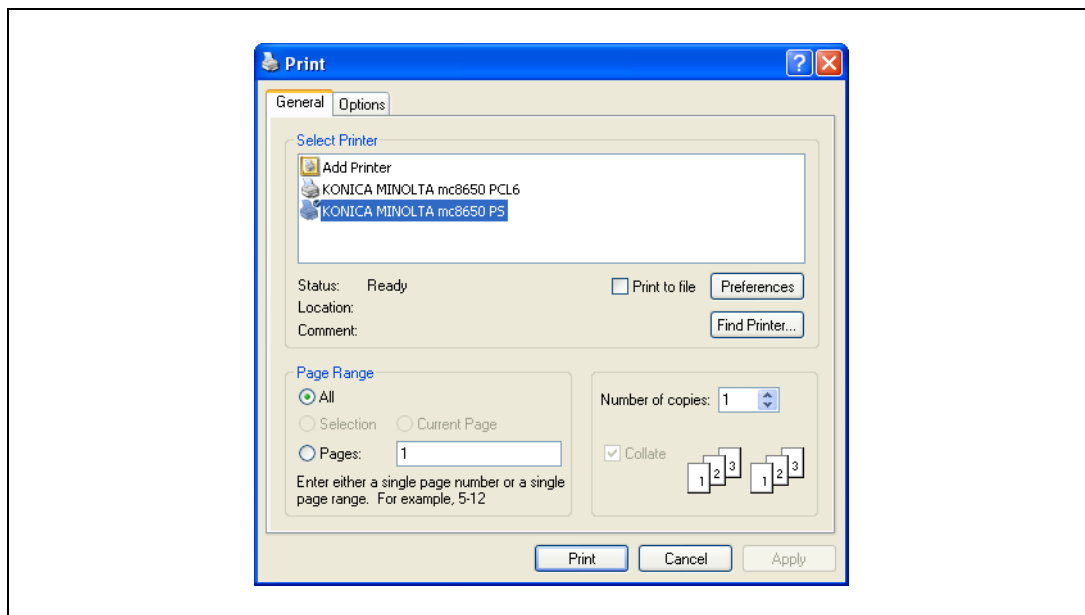 Print
General Options
Select Printer
Add Printer
KONICA MINOLTA mc8650 PCL6
KONICA MINOLTA mc8650 PS
Status: Ready
Print to file Preferences
Location:
Comment:
Find Printer...
Page Range
All
Selection Current Page
Pages: 1
Enter either a single page number or a single
page range. For example, 5-12
Number of copies: 1
Collate
1 2 3 1 2 3
Print Cancel Apply